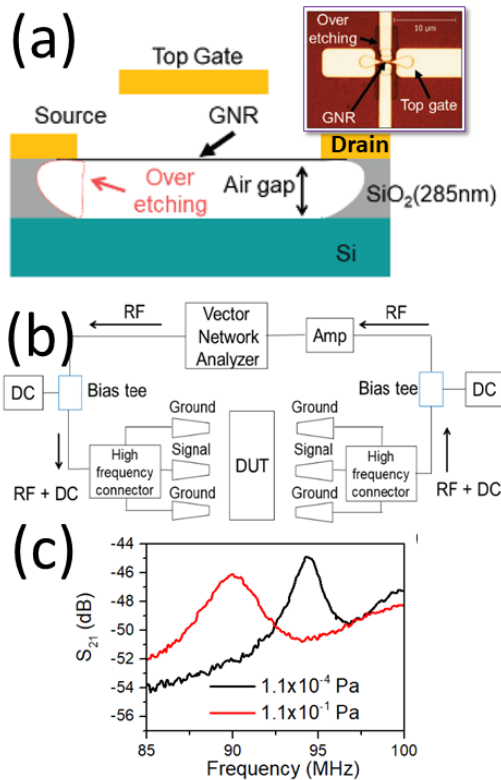 (a)
Over
etching
10 μm
GNR
Top gate
Top Gate
GNR
Source
Drain
Over
etching
Air gap
SiO₂(285nm)
Si
(b)
RF
Vector
Network
Analyzer
Amp
RF
DC
Bias tee
Bias tee
DC
Ground
Signal
Ground
High
frequency
connector
DUT
Ground
Signal
Ground
High
frequency
connector
RF + DC
RF + DC
(c)
-44
-46
-48
-50
-52
-54
-56
S₂₁ (dB)
1.1x10⁻⁴ Pa
1.1x10⁻¹ Pa
85 90 95 100
Frequency (MHz)